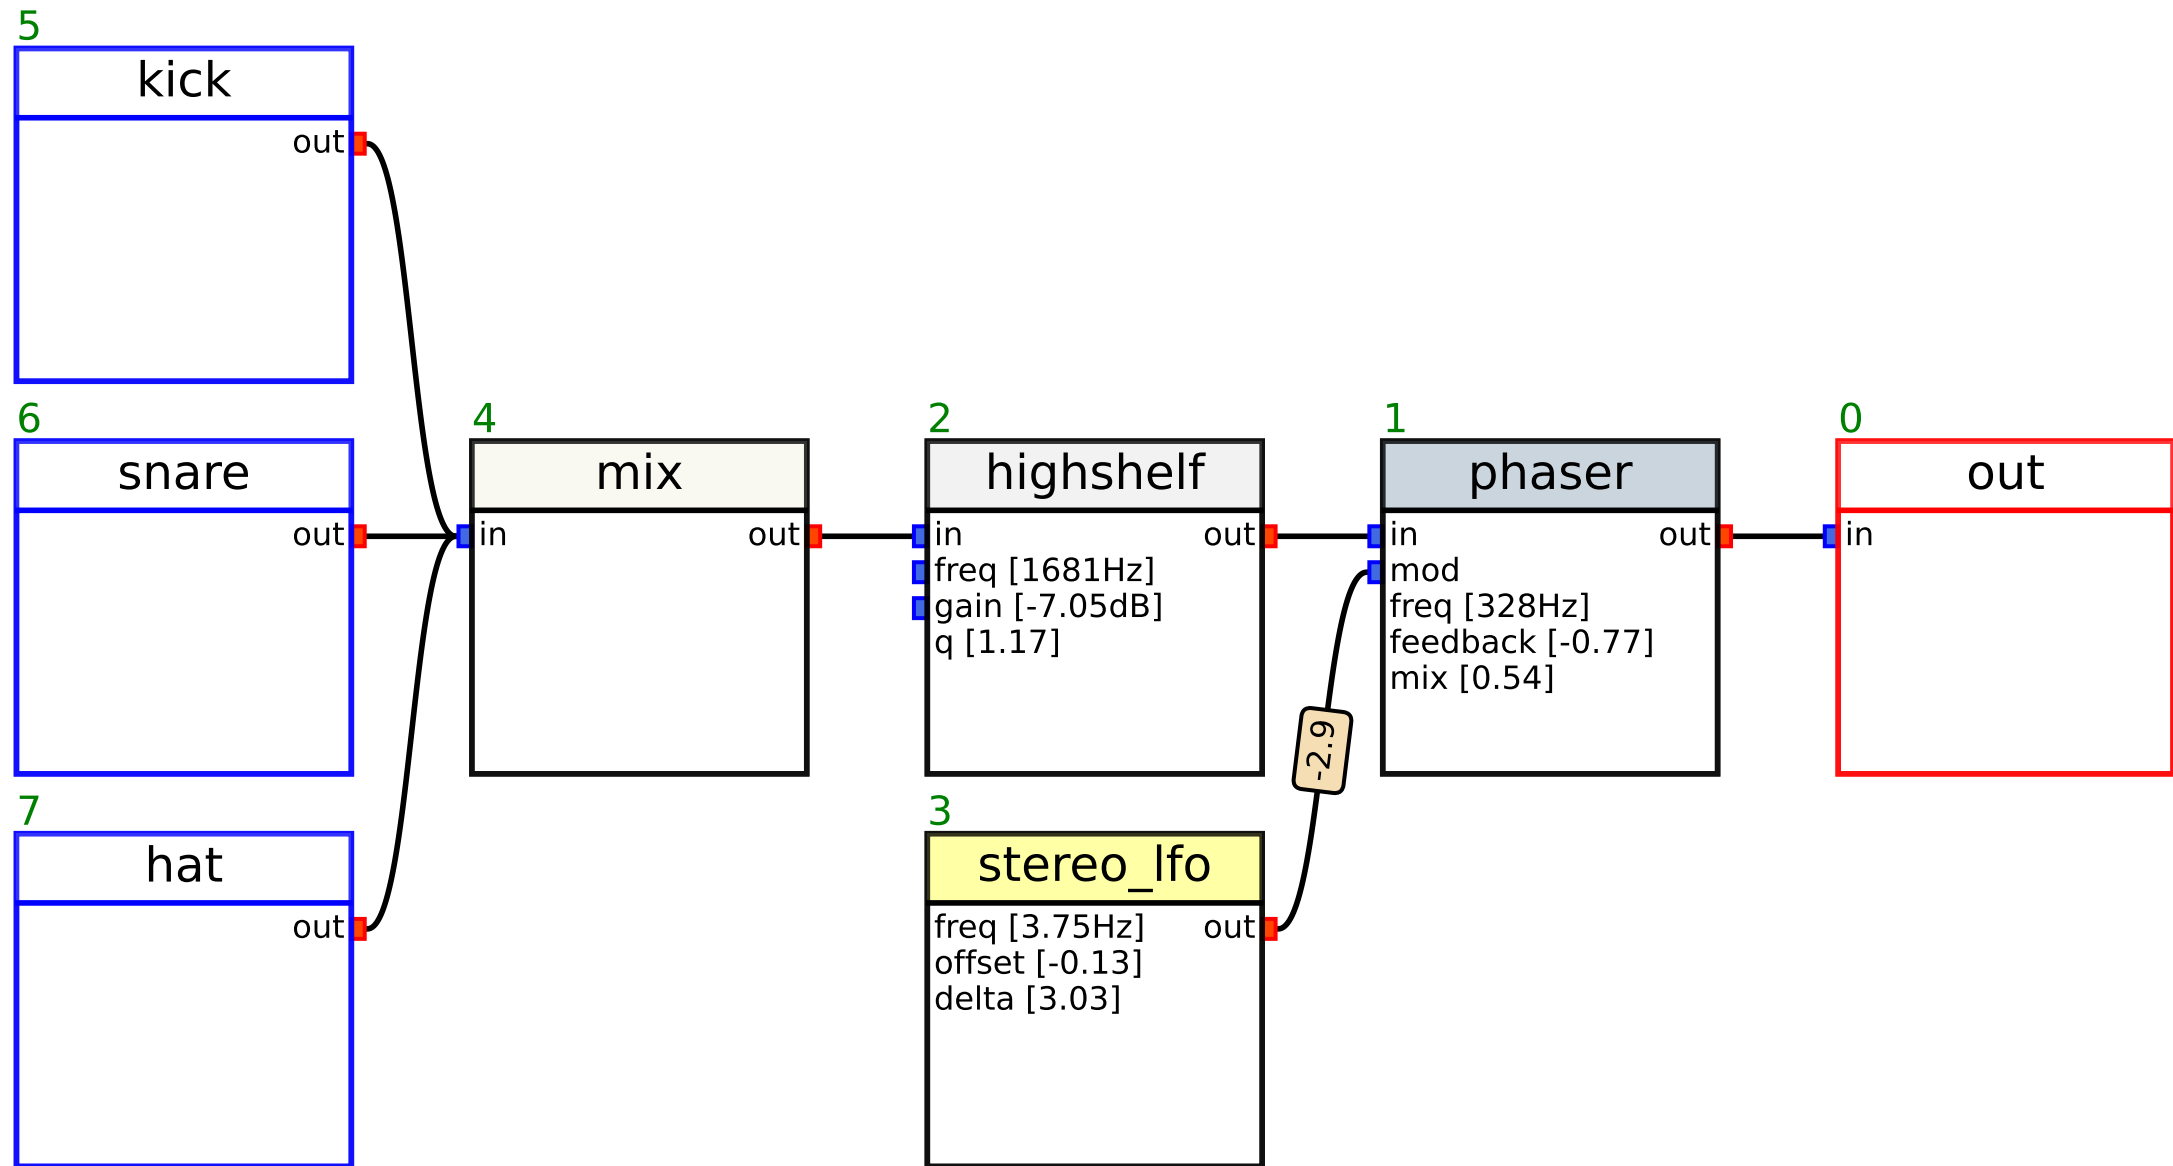 5
kick
out
6
snare
out
7
hat
out
4
mix
in out
2
highshelf
in out
freq [1681Hz]
gain [-7.05dB]
q [1.17]
3
stereo_lfo
freq [3.75Hz] out
offset [-0.13]
delta [3.03]
-2.9
1
phaser
in out
mod
freq [328Hz]
feedback [-0.77]
mix [0.54]
0
out
in